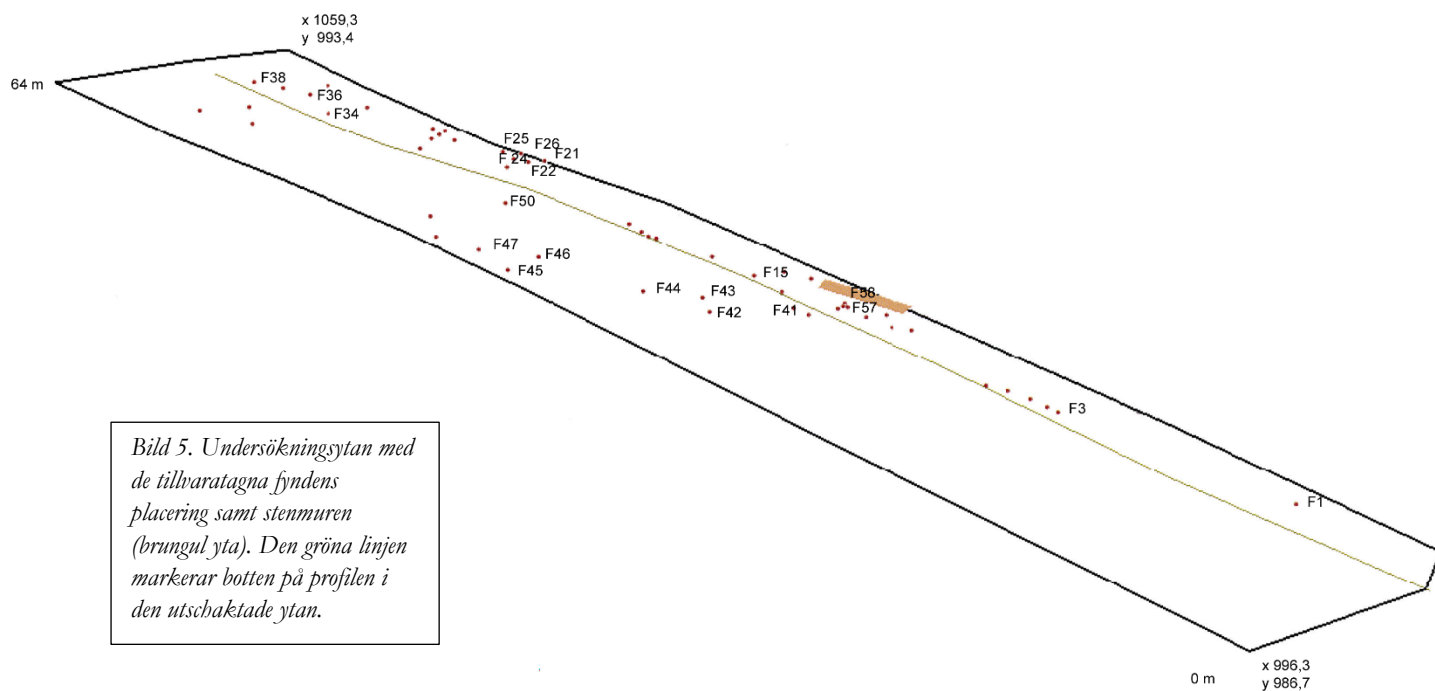 x 1059,3
y 993,4
64 m
F38
F36
F34
F25
F26
F21
F 24
F22
F50
F47
F46
F45
F15
F44
F43
F58
F57
F42
F41
F3
F1
Bild 5. Undersökningsytan med
de tillvaratagna fyndens
placering samt stenmuren
(brungul yta). Den gröna linjen
markerar botten på profilen i
den utschaktade ytan.
0 m
x 996,3
y 986,7